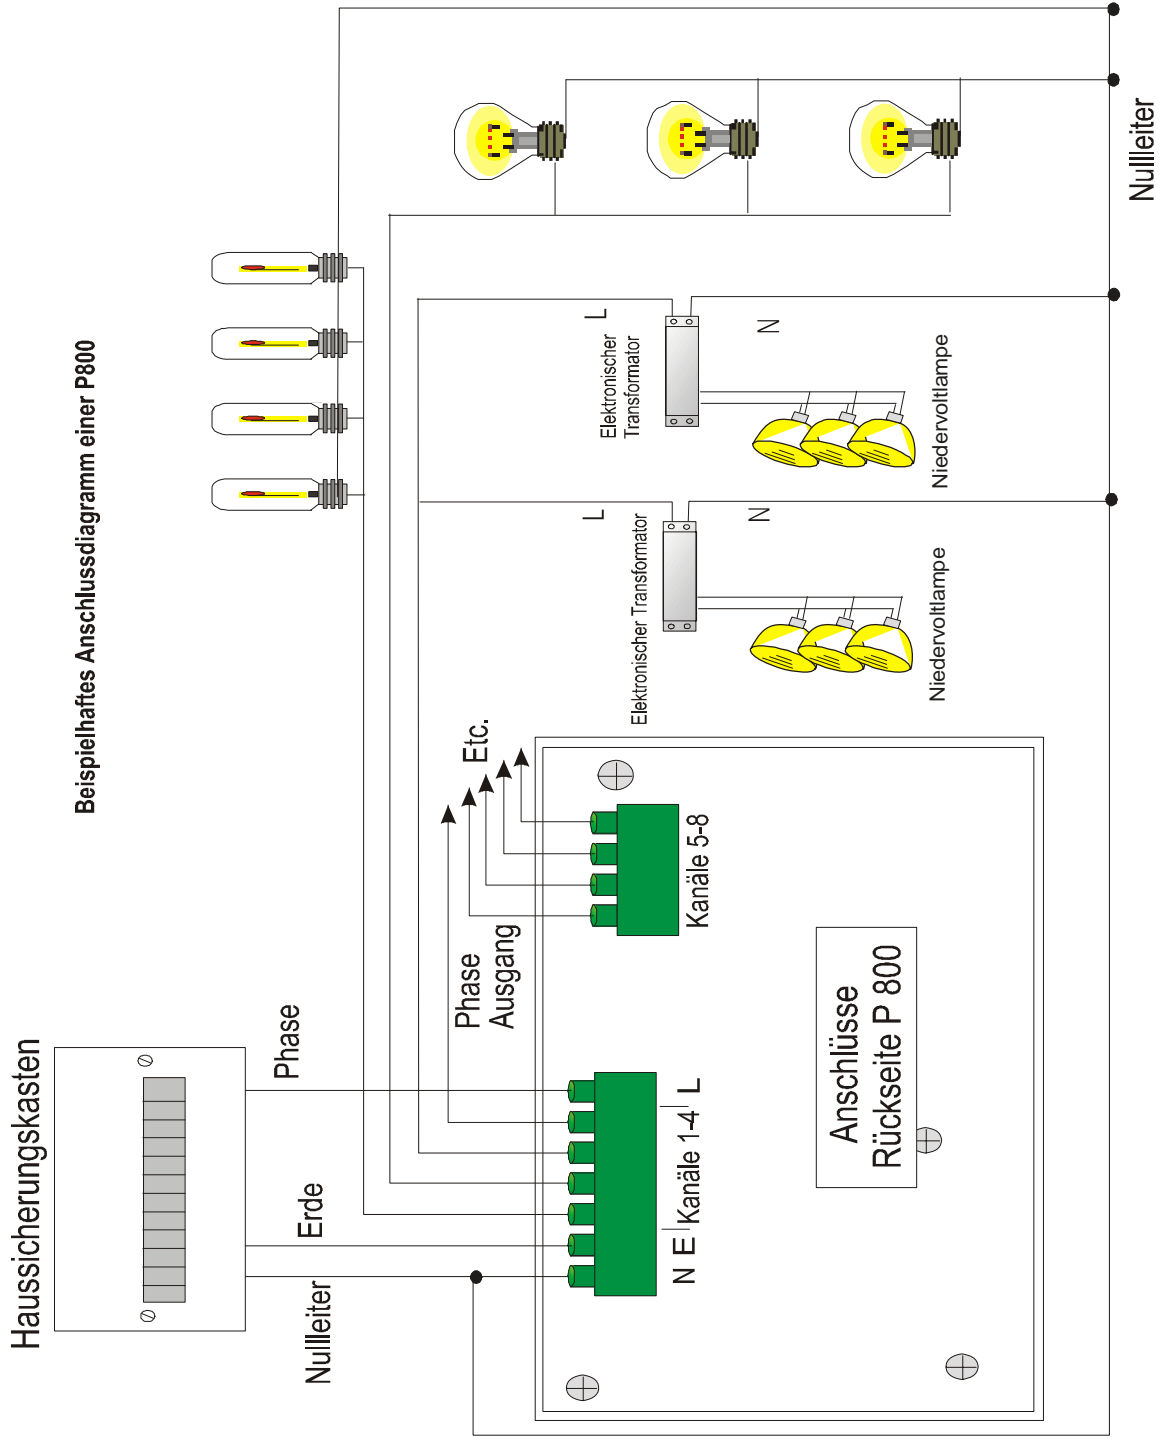 Beispielhaftes Anschlussdiagramm einer P800
Haussicherungskasten
Nullleiter
Erde
Phase
N E Kanäle 1-4 L
Phase
Ausgang
Etc.
Kanäle 5-8
Anschlüsse
Rückseite P 800
L
Elektronischer Transformator
N
Niedervoltlampe
L
Elektronischer
Transformator
N
Niedervoltlampe
Nullleiter